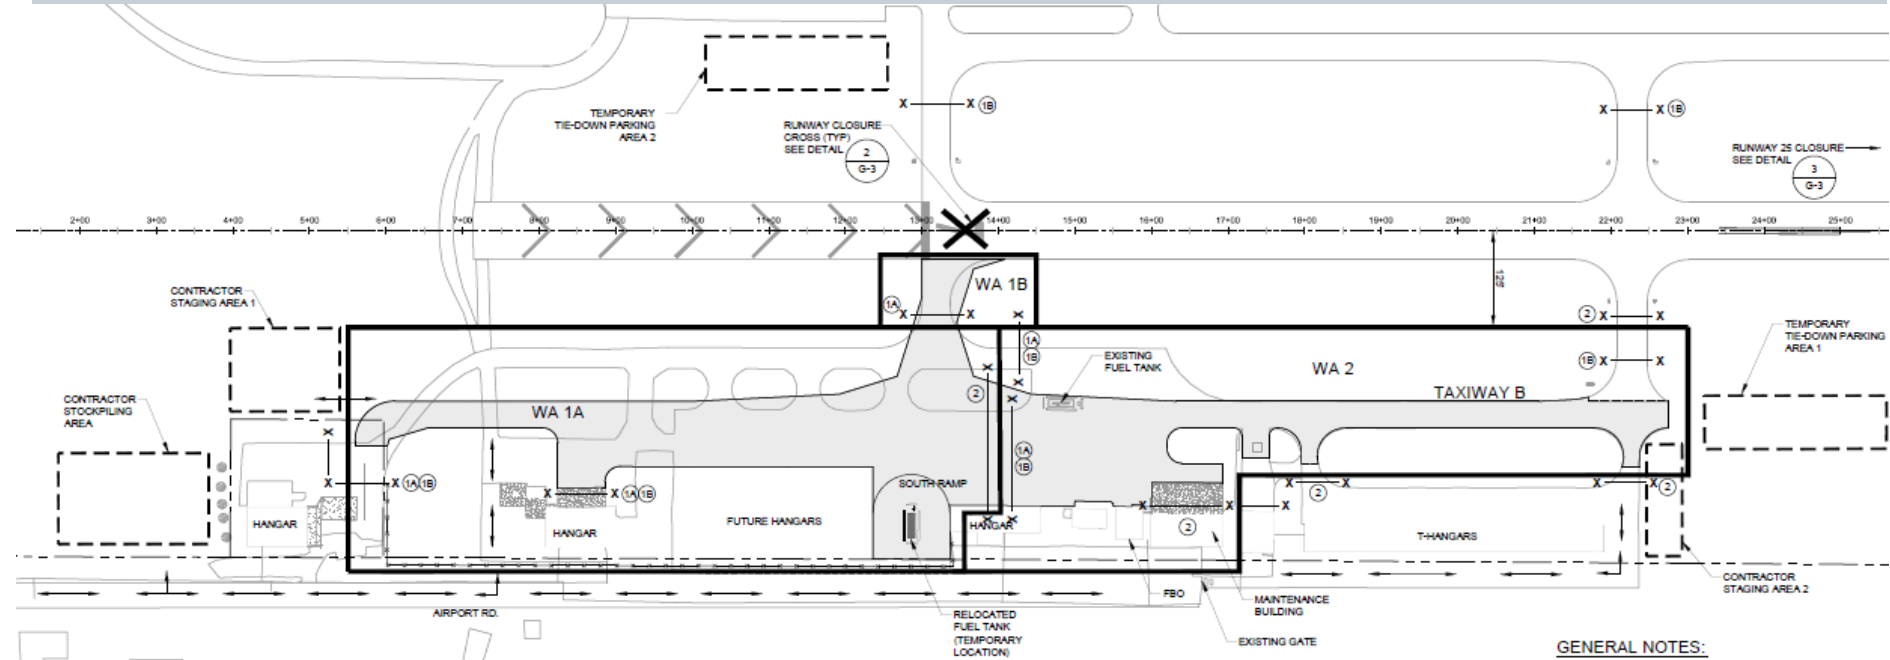 TEMPORARY
TIE-DOWN PARKING
AREA 2
RUNWAY CLOSURE
CROSS (TYP)
SEE DETAIL
2
G-3
X X 1B
X X 1B
RUNWAY 25 CLOSURE
SEE DETAIL
3
G-3
2+00 3+00 4+00 5+00 6+00 7+00 8+00 9+00 10+00 11+00 12+00 13+00 14+00 15+00 16+00 17+00 18+00 19+00 20+00 21+00 22+00 23+00 24+00 25+00
125'
CONTRACTOR
STAGING AREA 1
WA 1B
1A
X X X
2 X X
1A
1B
EXISTING
FUEL TANK
WA 2
1B X X
TEMPORARY
TIE-DOWN PARKING
AREA 1
X X
2
X
TAXIWAY B
CONTRACTOR
STOCKPILING
AREA
WA 1A
X
1A
1B
X X 1A 1B
X X 1A 1B
SOUTH RAMP
X X 2
X X 2
HANGAR
HANGAR
FUTURE HANGARS
X X
HANGAR
X X X
2
T-HANGARS
CONTRACTOR
STAGING AREA 2
AIRPORT RD.
RELOCATED
FUEL TANK
(TEMPORARY
LOCATION)
FBO
MAINTENANCE
BUILDING
EXISTING GATE
GENERAL NOTES: